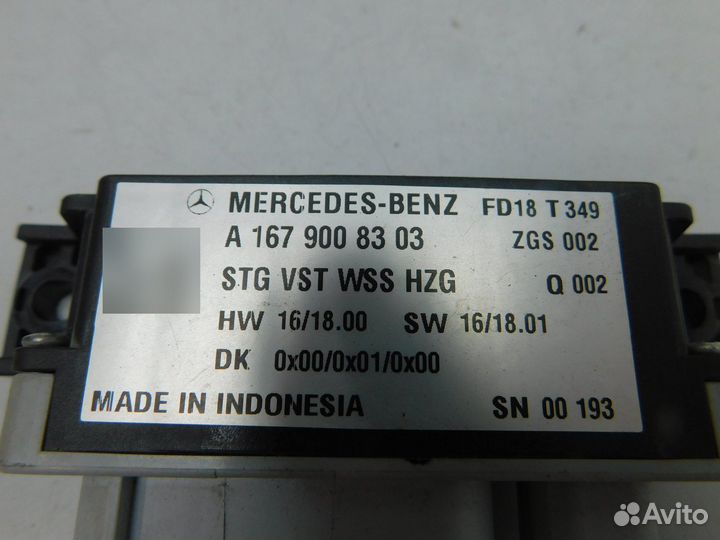 MERCEDES-BENZ FD18 T 349
A 167 900 83 03 ZGS 002
STG VST WSS HZG Q 002
HW 16/18.00 SW 16/18.01
DK 0x00/0x01/0x00
MADE IN INDONESIA SN 00 193
Avito